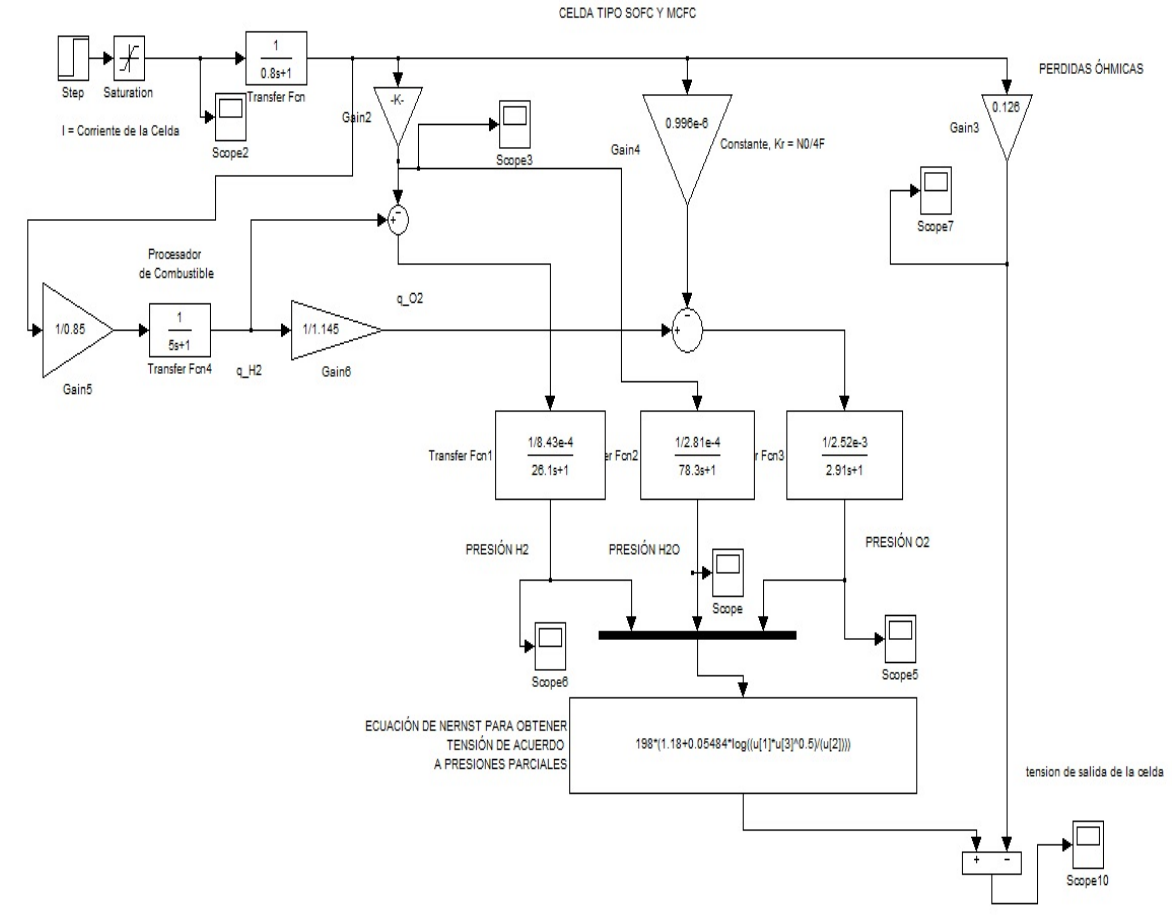 CELDA TIPO SOFC Y MCFC
1
0.8s+1
Step
Saturation
Transfer Fcn
PERDIDAS ÓHMICAS
I = Corriente de la Celda
Scope2
-K-
Gain2
Scope3
0.996e-6
Gain4
Constante, Kr = N0/4F
0.126
Gain3
Scope7
+
-
Procesador
de Combustible
1/0.85
Gain5
1
5s+1
Transfer Fcn4
q_H2
1/1.145
Gain6
q_O2
+
-
Transfer Fcn1
1/8.43e-4
26.1s+1
er Fcn2
1/2.81e-4
78.3s+1
r Fcn3
1/2.52e-3
2.91s+1
PRESIÓN H2
PRESIÓN H2O
PRESIÓN O2
Scope
Scope6
Scope5
ECUACIÓN DE NERNST PARA OBTENER
TENSIÓN DE ACUERDO
A PRESIONES PARCIALES
198*(1.18+0.05484*log((u[1]*u[3]^0.5)/(u[2])))
tension de salida de la celda
+ -
Scope10